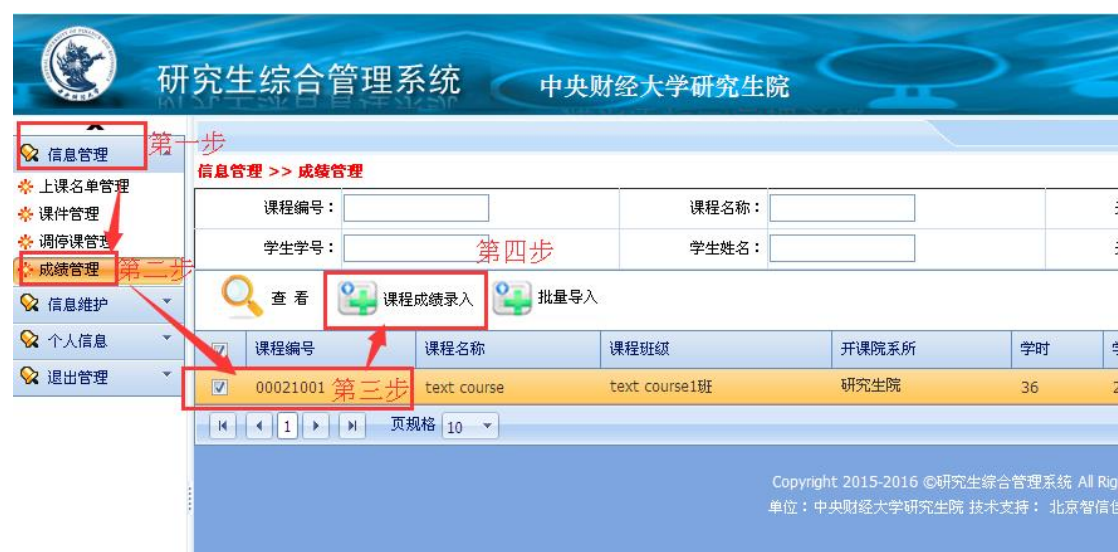 研究生综合管理系统 中央财经大学研究生院
信息管理 第一步
信息管理 >> 成绩管理
上课名单管理
课程编号： 课程名称：
课件管理
调停课管理
学生学号： 学生姓名：
第四步
成绩管理 第二步
查 看 课程成绩录入 批量导入
信息维护
个人信息
课程编号 课程名称 课程班级 开课院系所 学时
退出管理
00021001 第三步 text course text course1班 研究生院 36
1 页规格 10
Copyright 2015-2016 ©研究生综合管理系统 All Rig
单位：中央财经大学研究生院 技术支持： 北京智信